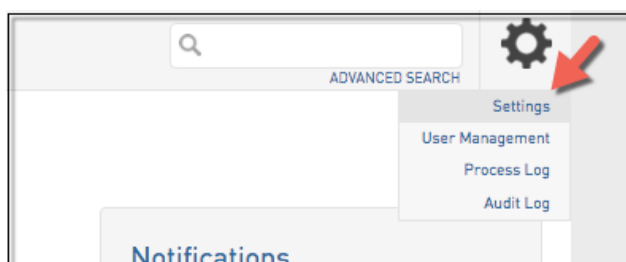 ADVANCED SEARCH
Settings
User Management
Process Log
Audit Log
Notifications